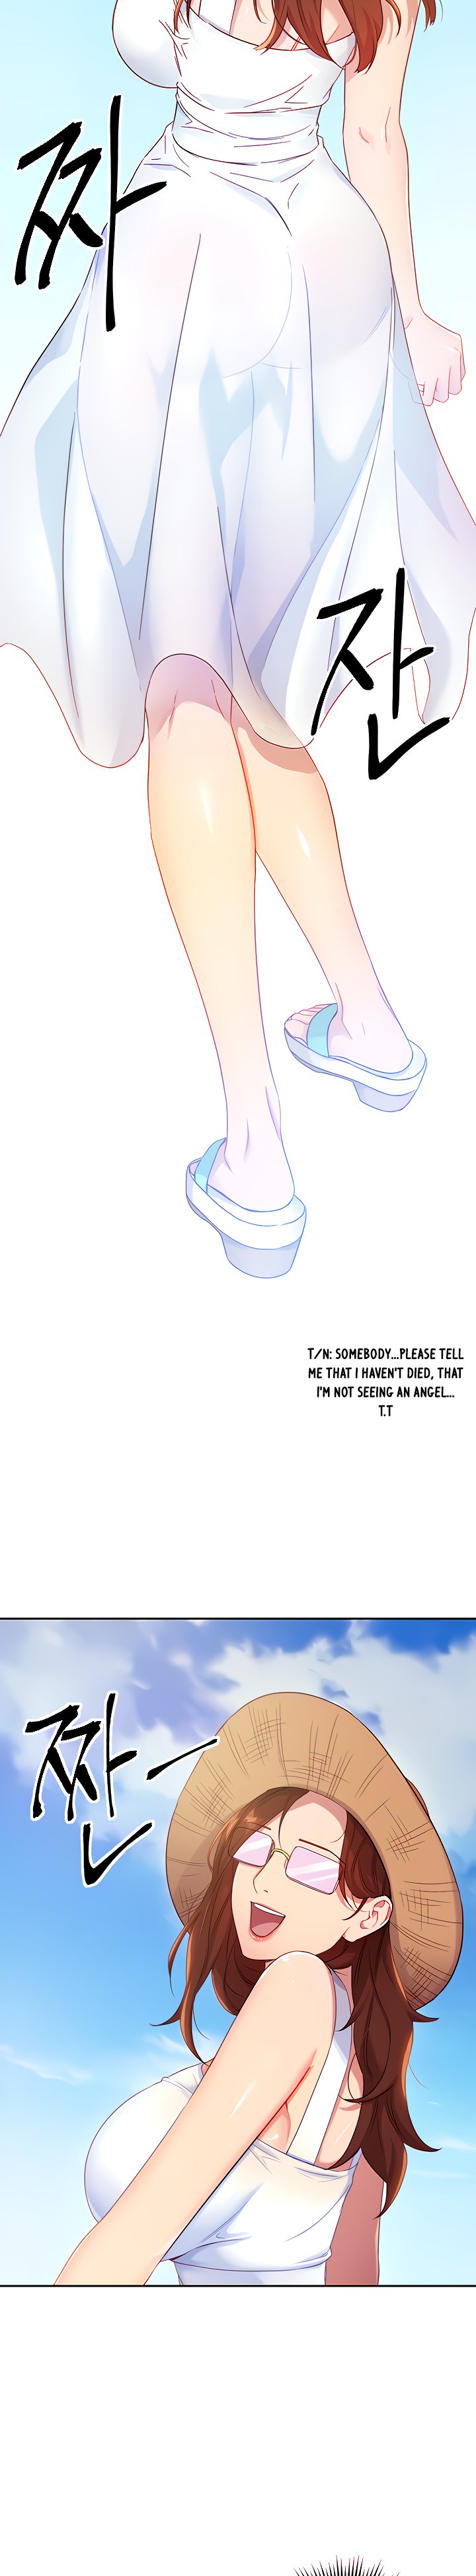 짜
잔
T/N: SOMEBODY...PLEASE TELL
ME THAT I HAVEN'T DIED, THAT
I'M NOT SEEING AN ANGEL...
T.T
짠-